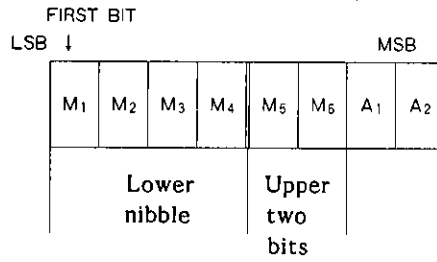 FIRST BIT
LSB ↓ MSB
M1 M2 M3 M4 M5 M6 A1 A2
Lower Upper
nibble two
bits